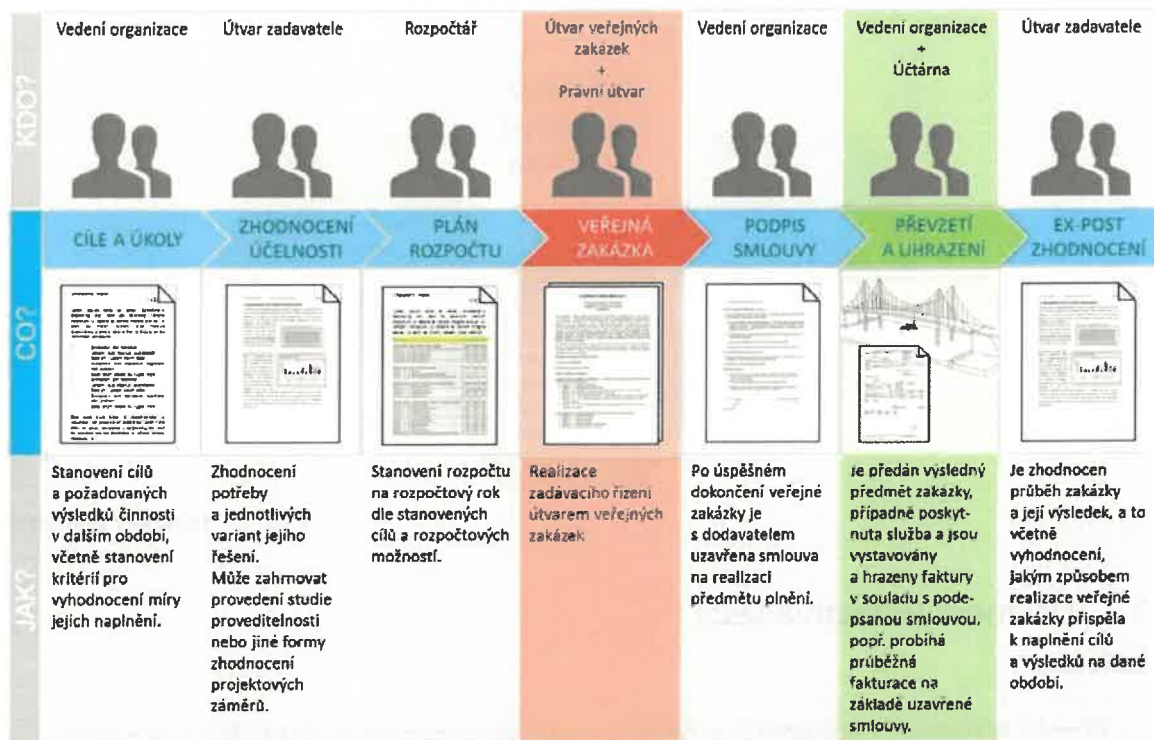 KDO?
Vedení organizace
Útvar zadavatele
Rozpočtář
Útvar veřejných
zakázek
+
Právní útvar
Vedení organizace
Vedení organizace
+
Účtárna
Útvar zadavatele
CO?
CÍLE A ÚKOLY
ZHODNOCENÍ
ÚČELNOSTI
PLÁN
ROZPOČTU
VEŘEJNÁ
ZAKÁZKA
PODPIS
SMLOUVY
PŘEVZETÍ
A UHRAZENÍ
EX-POST
ZHODNOCENÍ
JAK?
Stanovení cílů
a požadovaných
výsledků činnosti
v dalším období,
včetně stanovení
kritérií pro
vyhodnocení míry
jejich naplnění.
Zhodnocení
potřeby
a jednotlivých
variant jejího
řešení.
Může zahrnovat
provedení studie
proveditelnosti
nebo jiné formy
zhodnocení
projektových
záměrů.
Stanovení rozpočtu
na rozpočtový rok
dle stanovených
cílů a rozpočtových
možností.
Realizace
zadávacího řízení
útvarem veřejných
zakázek
Po úspěšném
dokončení veřejné
zakázky je
s dodavatelem
uzavřena smlouva
na realizaci
předmětu plnění.
Je předán výsledný
předmět zakázky,
případně poskyt-
nuta služba a jsou
vystavovány
a hrazeny faktury
v souladu s pode-
psanou smlouvou,
popř. probíhá
průběžná
fakturace na
základě uzavřené
smlouvy.
Je zhodnocen
průběh zakázky
a její výsledek, a to
včetně
vyhodnocení,
jakým způsobem
realizace veřejné
zakázky přispěla
k naplnění cílů
a výsledků na dané
období.